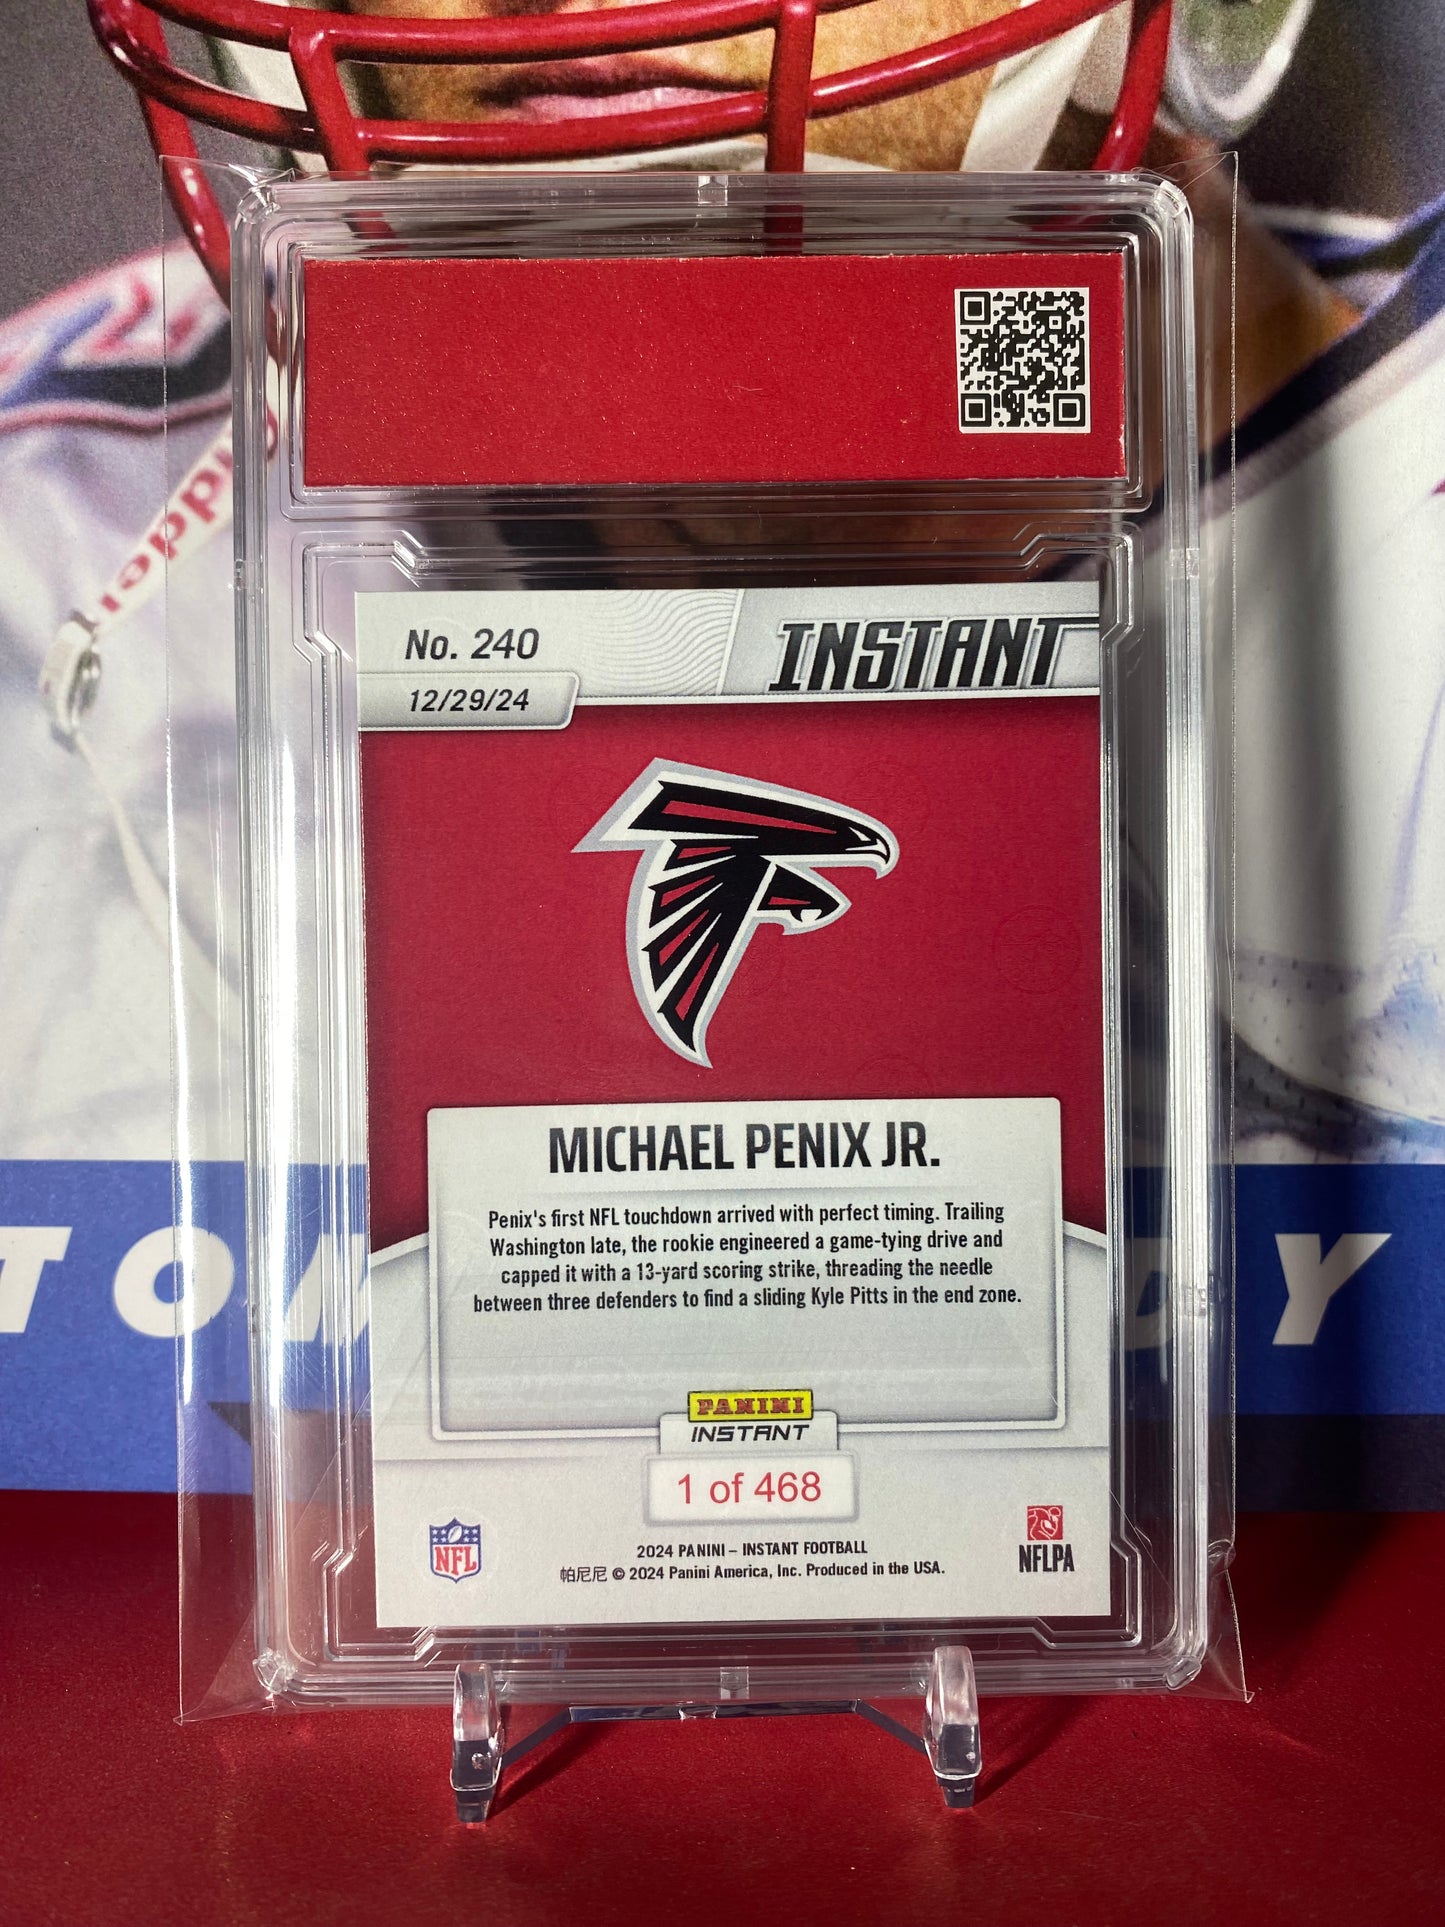 No. 240
INSTANT
12/29/24
MICHAEL PENIX JR.
Penix's first NFL touchdown arrived with perfect timing. Trailing
Washington late, the rookie engineered a game-tying drive and
capped it with a 13-yard scoring strike, threading the needle
between three defenders to find a sliding Kyle Pitts in the end zone.
PANINI
INSTANT
1 of 468
NFL
NFLPA
2024 PANINI – INSTANT FOOTBALL
帕尼尼 © 2024 Panini America, Inc. Produced in the USA.
Riddell
TO
DY